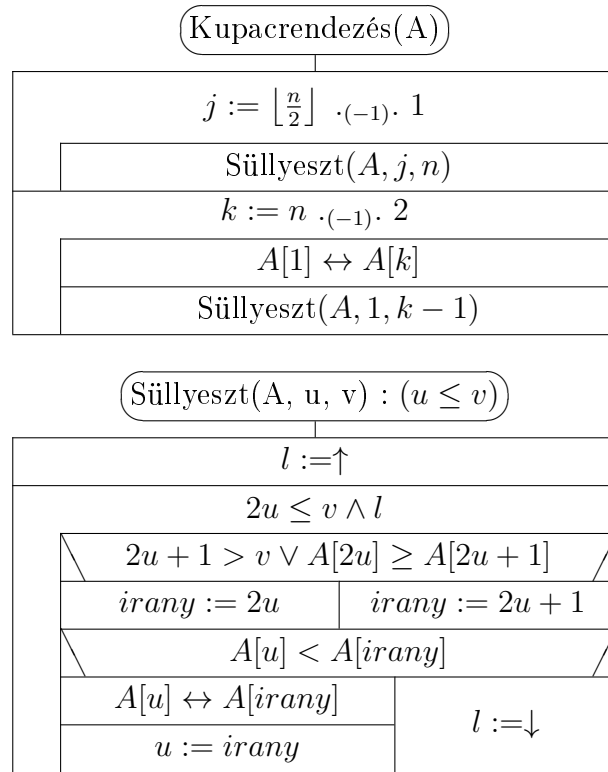 Kupacrendezés(A)
j := ⌊n/2⌋ .₍₋₁₎. 1
Süllyeszt(A, j, n)
k := n .₍₋₁₎. 2
A[1] ↔ A[k]
Süllyeszt(A, 1, k − 1)
Süllyeszt(A, u, v) : (u ≤ v)
l :=↑
2u ≤ v ∧ l
2u + 1 > v ∨ A[2u] ≥ A[2u + 1]
irany := 2u irany := 2u + 1
A[u] < A[irany]
A[u] ↔ A[irany]
l :=↓
u := irany